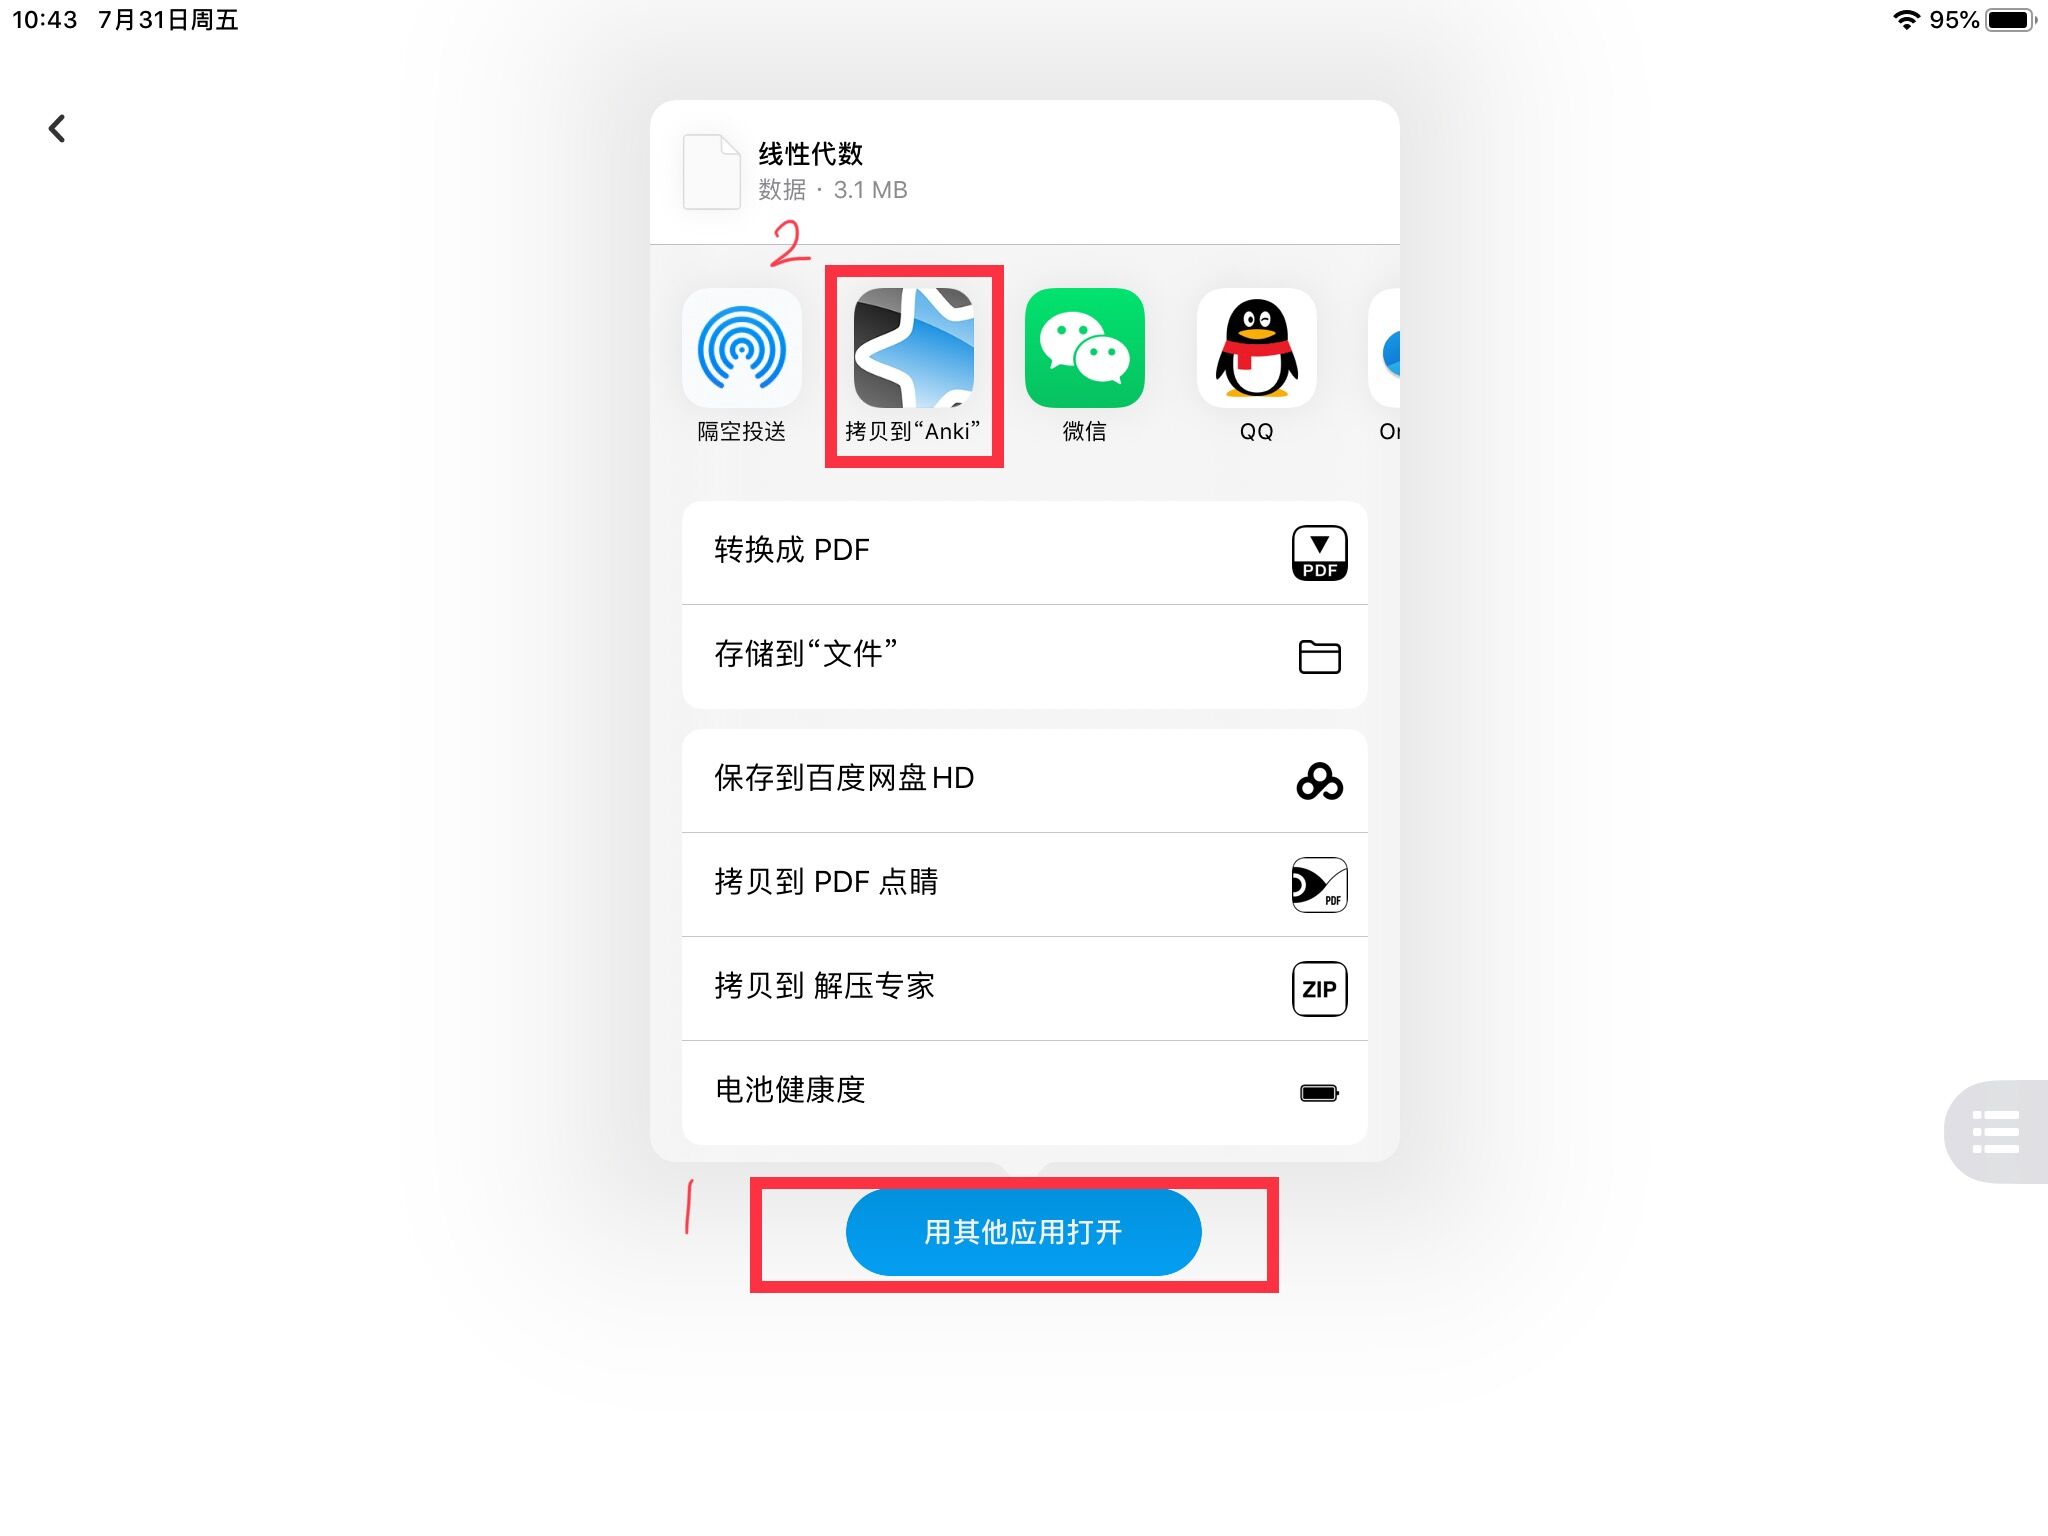 10:43 7月31日周五
95%
线性代数
数据 · 3.1 MB
2
隔空投送
拷贝到“Anki”
微信
QQ
转换成 PDF
PDF
存储到“文件”
保存到百度网盘HD
拷贝到 PDF 点睛
PDF
拷贝到 解压专家
ZIP
电池健康度
1
用其他应用打开